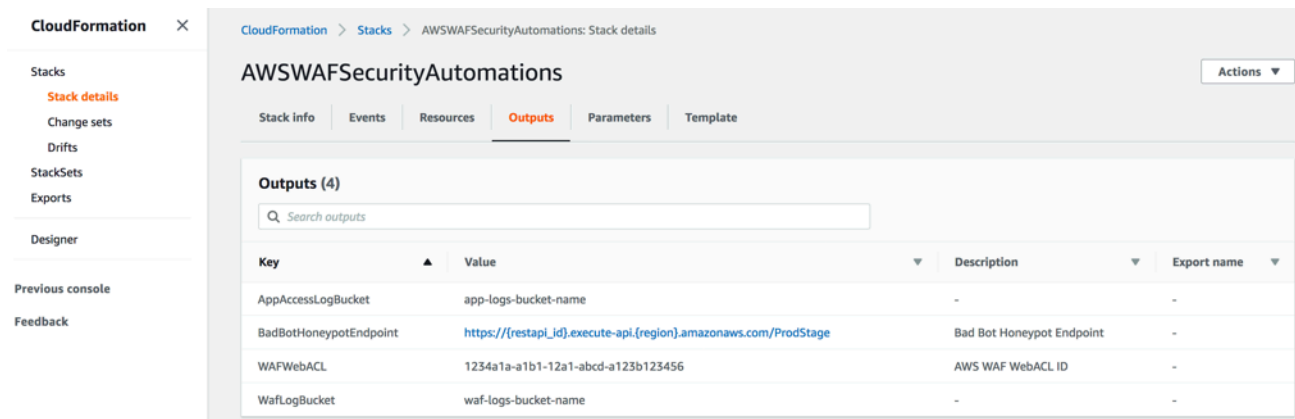 CloudFormation ×
Stacks
Stack details
Change sets
Drifts
StackSets
Exports
Designer
Previous console
Feedback
CloudFormation > Stacks > AWSWAFSecurityAutomations: Stack details
AWSWAFSecurityAutomations
Actions
Stack info Events Resources Outputs Parameters Template
Outputs (4)
Search outputs
Key Value Description Export name
AppAccessLogBucket app-logs-bucket-name - -
BadBotHoneypotEndpoint https://{restapi_id}.execute-api.{region}.amazonaws.com/ProdStage Bad Bot Honeypot Endpoint -
WAFWebACL 1234a1a-a1b1-12a1-abcd-a123b123456 AWS WAF WebACL ID -
WafLogBucket waf-logs-bucket-name - -